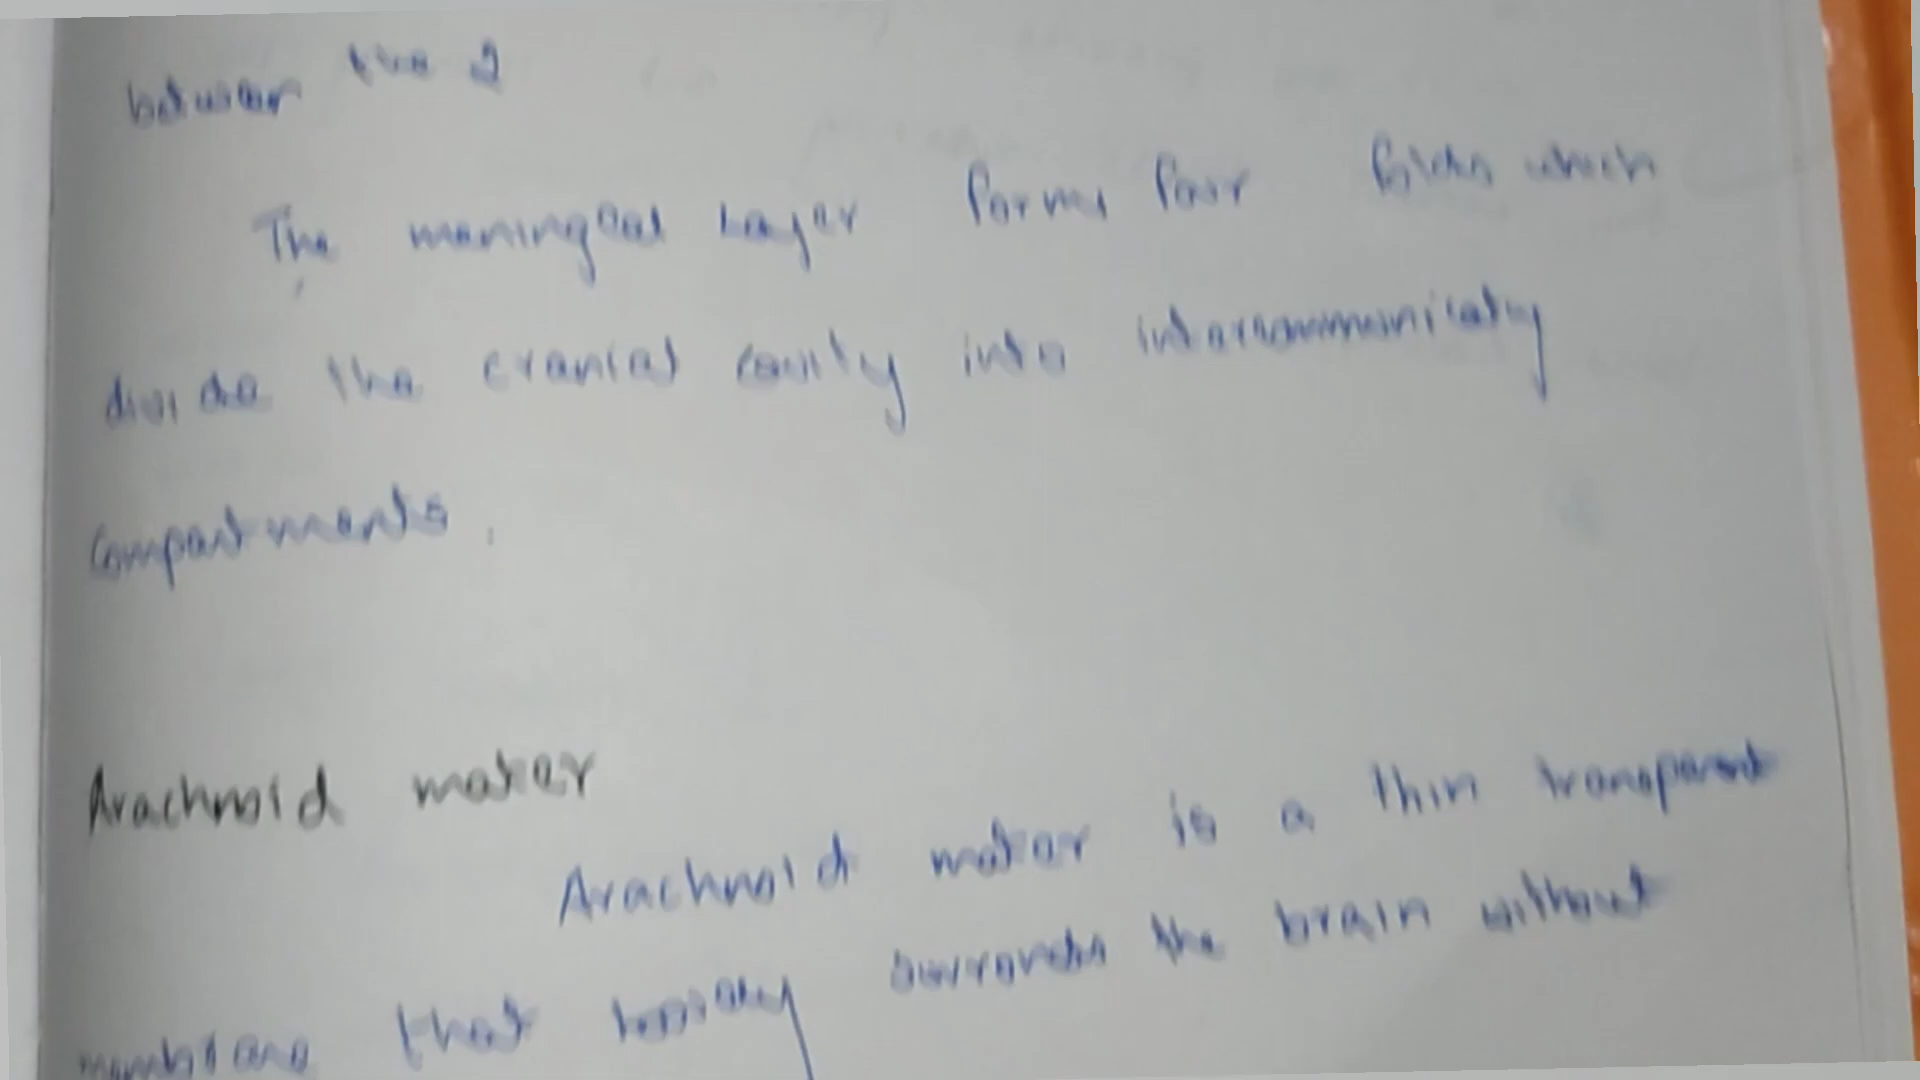 between the 2
The meningeal layer forms four folds which
divide the cranial cavity into intercommunicatiy
compartments.
Arachnoid mater
Arachnoid mater is a thin transparent
membrane that surrounds the brain without